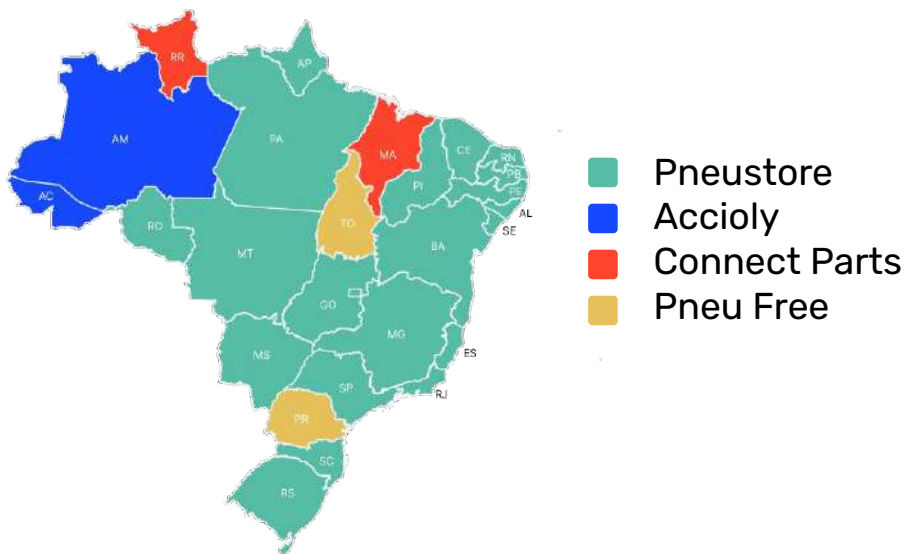 RR
AP
AM
PA
MA
CE
RN
PB
PE
PI
AC
AL
TO
SE
RO
MT
BA
GO
MG
MS
ES
SP
RJ
PR
SC
RS
Pneustore
Accioly
Connect Parts
Pneu Free